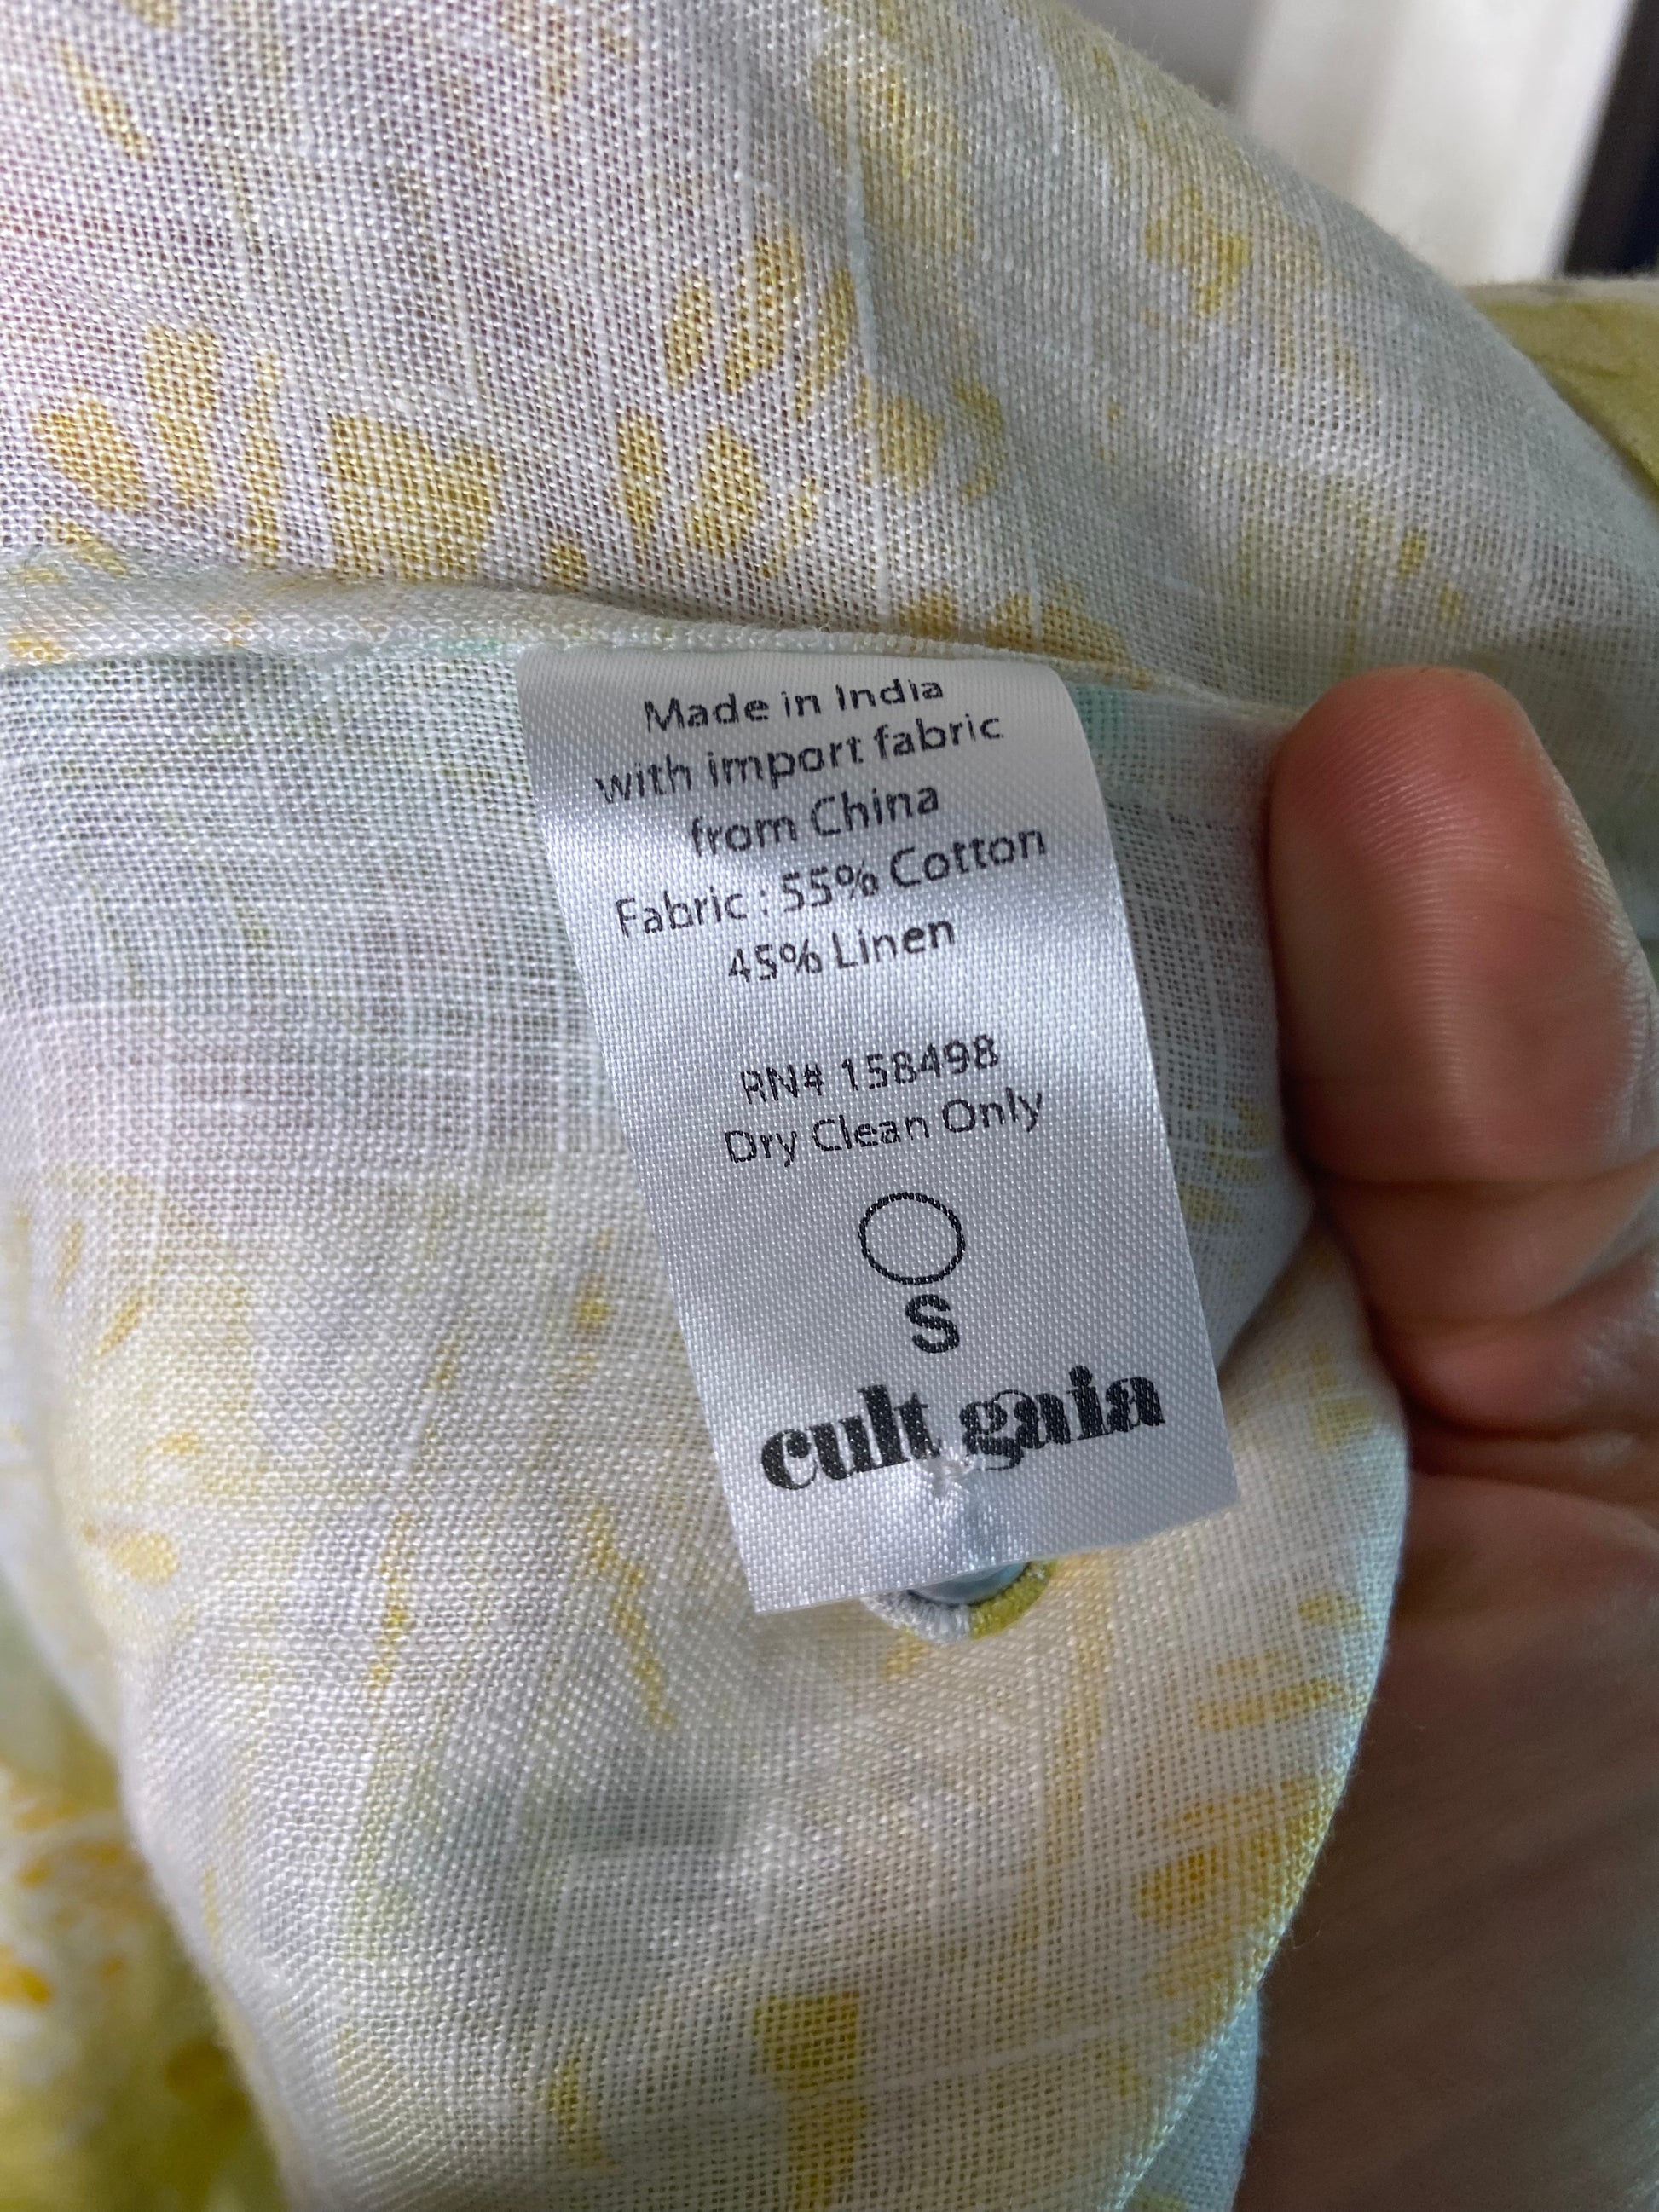 Made in India
with import fabric
from China
Fabric : 55% Cotton
45% Linen
RN# 158498
Dry Clean Only
S
cult gaia